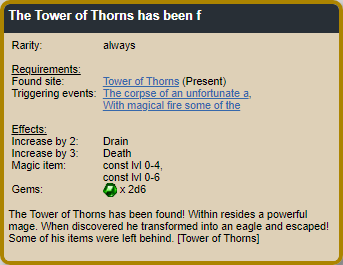 The Tower of Thorns has been f
Rarity: always
Requirements:
Found site: Tower of Thorns (Present)
Triggering events: The corpse of an unfortunate a,
With magical fire some of the
Effects:
Increase by 2: Drain
Increase by 3: Death
Magic item: const lvl 0-4,
const lvl 0-6
Gems: x 2d6
The Tower of Thorns has been found! Within resides a powerful
mage. When discovered he transformed into an eagle and escaped!
Some of his items were left behind. [Tower of Thorns]